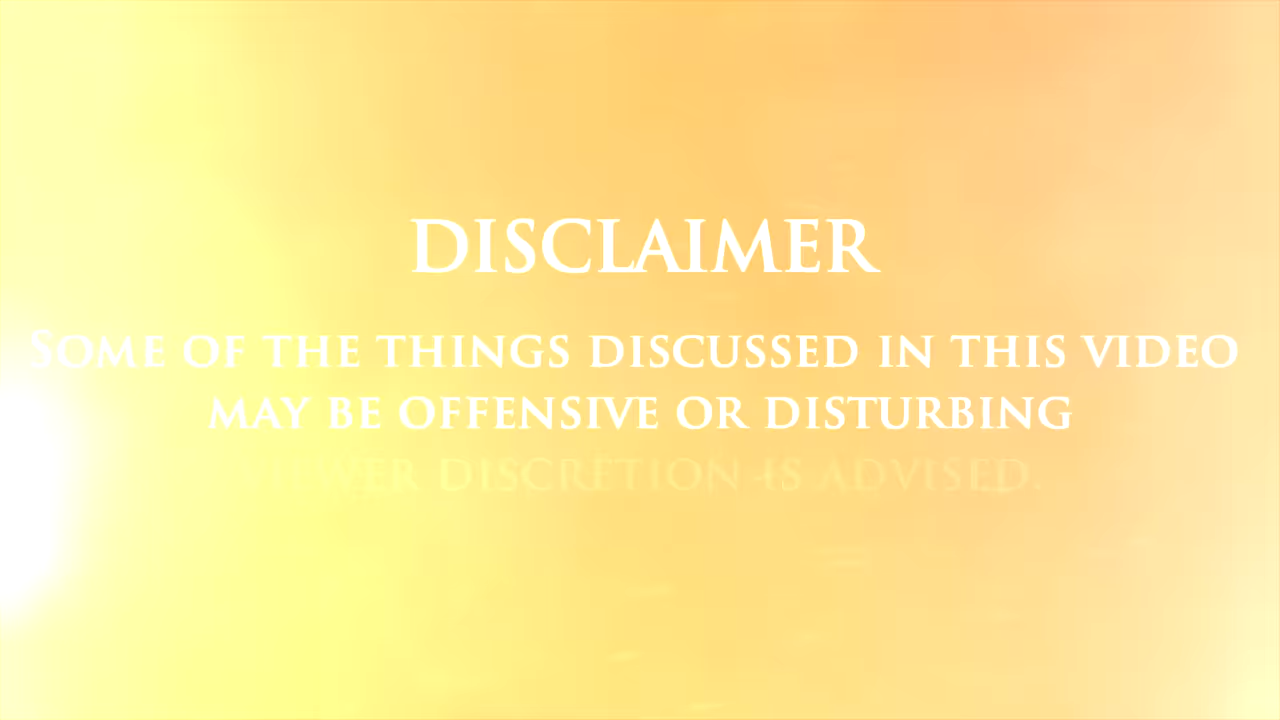 DISCLAIMER
SOME OF THE THINGS DISCUSSED IN THIS VIDEO
MAY BE OFFENSIVE OR DISTURBING
VIEWER DISCRETION IS ADVISED.